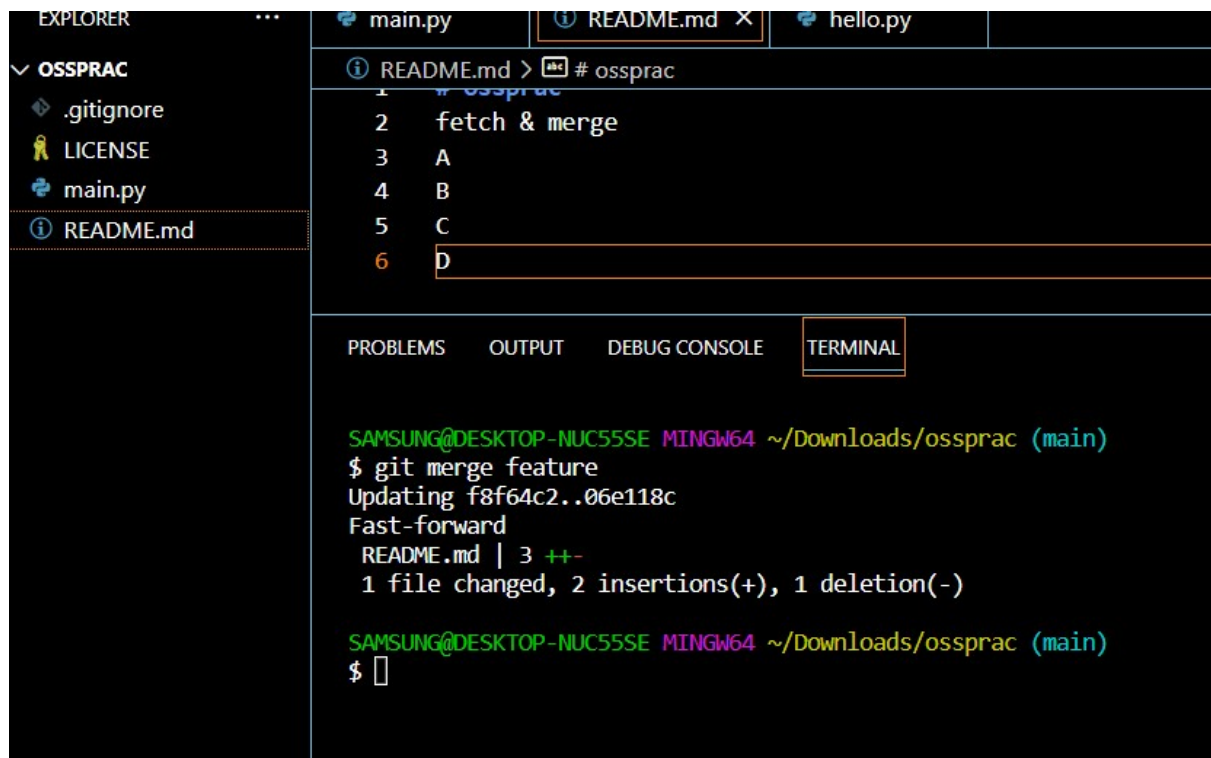 EXPLORER ...
main.py
README.md
hello.py
OSSPRAC
.gitignore
LICENSE
main.py
README.md
README.md > # ossprac
1 # ossprac
2 fetch & merge
3 A
4 B
5 C
6 D
PROBLEMS OUTPUT DEBUG CONSOLE TERMINAL
SAMSUNG@DESKTOP-NUC55SE MINGW64 ~/Downloads/ossprac (main)
$ git merge feature
Updating f8f64c2..06e118c
Fast-forward
README.md | 3 ++-
1 file changed, 2 insertions(+), 1 deletion(-)
SAMSUNG@DESKTOP-NUC55SE MINGW64 ~/Downloads/ossprac (main)
$